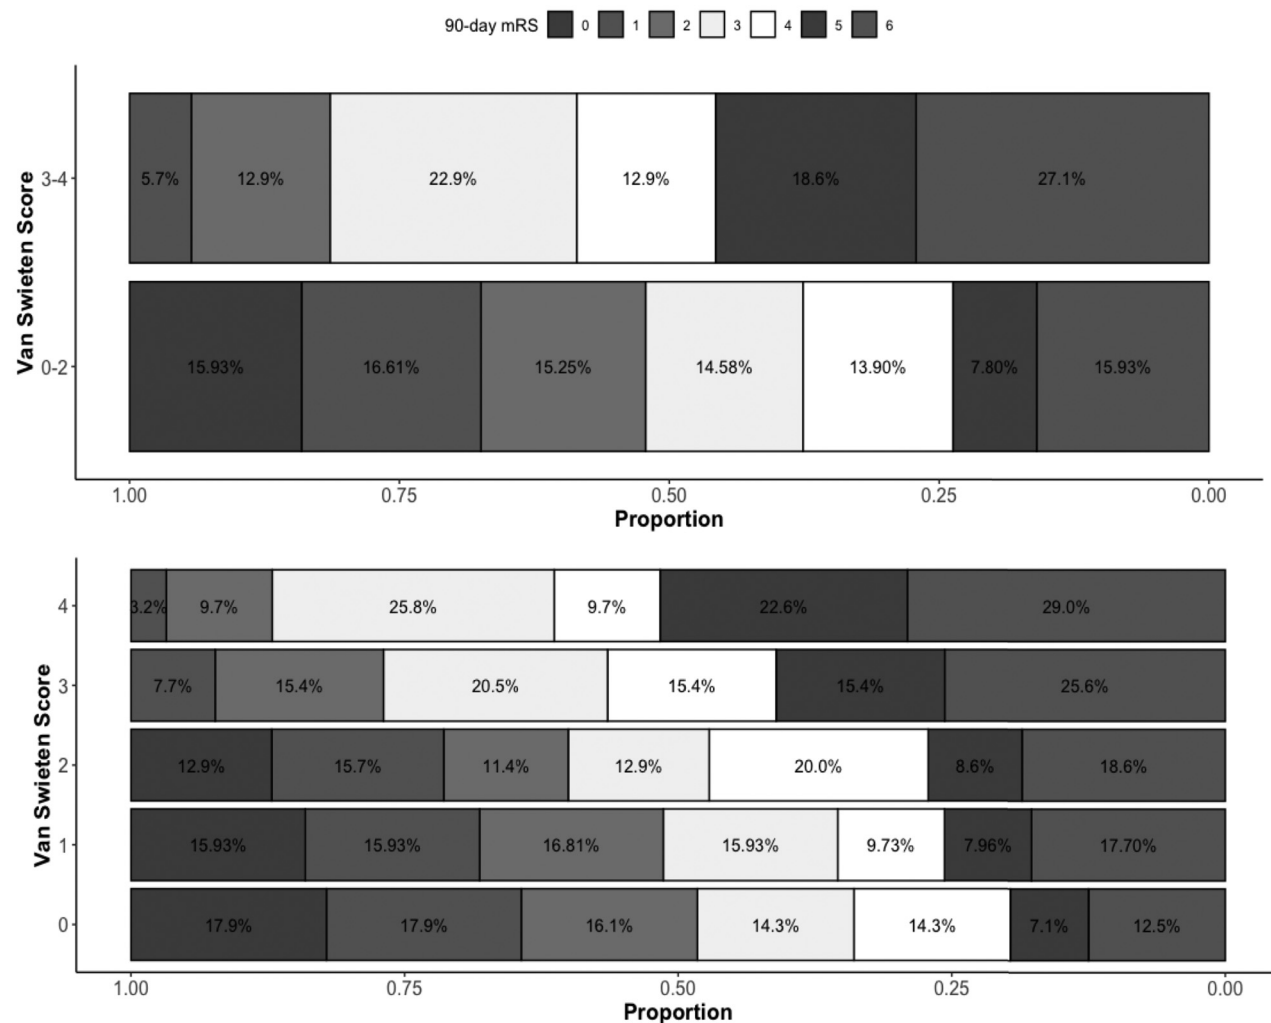 90-day mRS 0 1 2 3 4 5 6
Van Swieten Score
3-4
5.7% 12.9% 22.9% 12.9% 18.6% 27.1%
0-2
15.93% 16.61% 15.25% 14.58% 13.90% 7.80% 15.93%
1.00 0.75 0.50 0.25 0.00
Proportion
Van Swieten Score
4
3.2% 9.7% 25.8% 9.7% 22.6% 29.0%
3
7.7% 15.4% 20.5% 15.4% 15.4% 25.6%
2
12.9% 15.7% 11.4% 12.9% 20.0% 8.6% 18.6%
1
15.93% 15.93% 16.81% 15.93% 9.73% 7.96% 17.70%
0
17.9% 17.9% 16.1% 14.3% 14.3% 7.1% 12.5%
1.00 0.75 0.50 0.25 0.00
Proportion